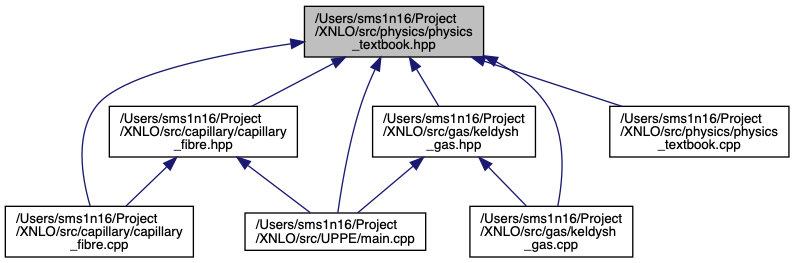 /Users/sms1n16/Project
/XNLO/src/physics/physics
_textbook.hpp
/Users/sms1n16/Project
/XNLO/src/capillary/capillary
_fibre.hpp
/Users/sms1n16/Project
/XNLO/src/gas/keldysh
_gas.hpp
/Users/sms1n16/Project
/XNLO/src/physics/physics
_textbook.cpp
/Users/sms1n16/Project
/XNLO/src/capillary/capillary
_fibre.cpp
/Users/sms1n16/Project
/XNLO/src/UPPE/main.cpp
/Users/sms1n16/Project
/XNLO/src/gas/keldysh
_gas.cpp